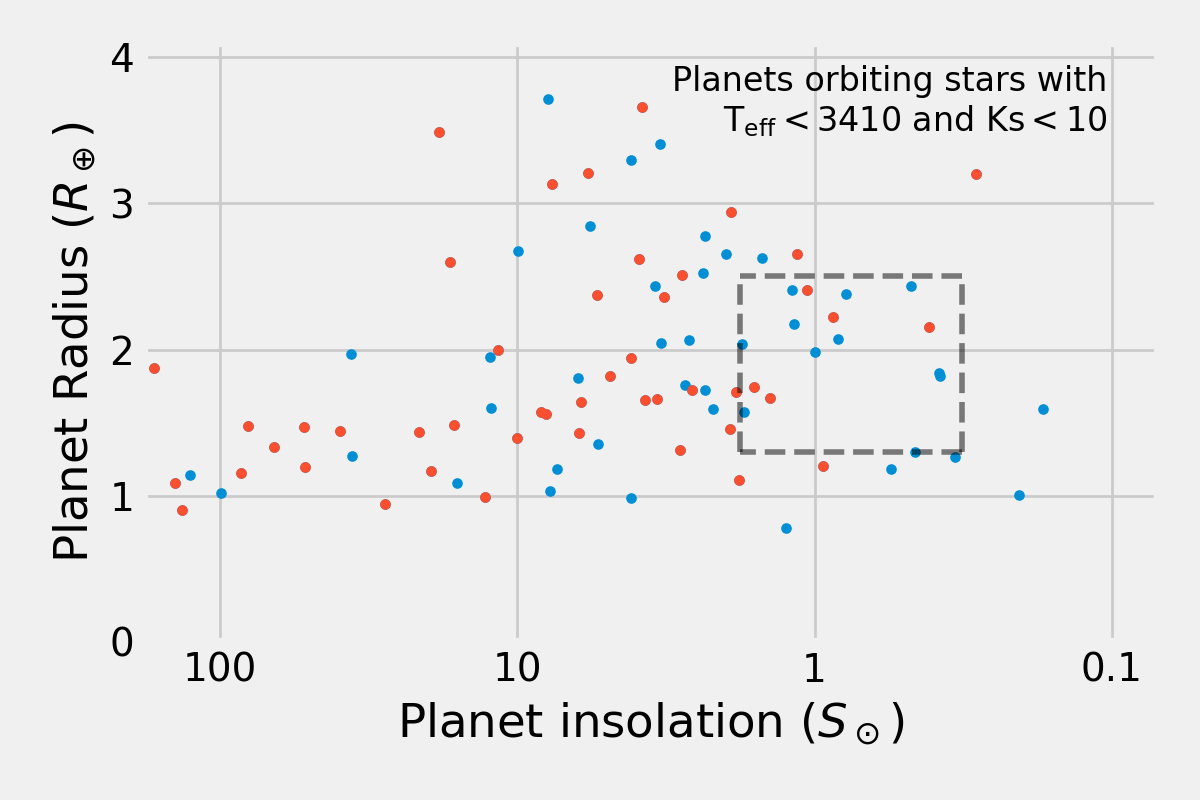 Planets orbiting stars with
T_eff < 3410 and Ks < 10
4
3
2
1
0
100
10
1
0.1
Planet Radius (R⊕)
Planet insolation (S⊙)